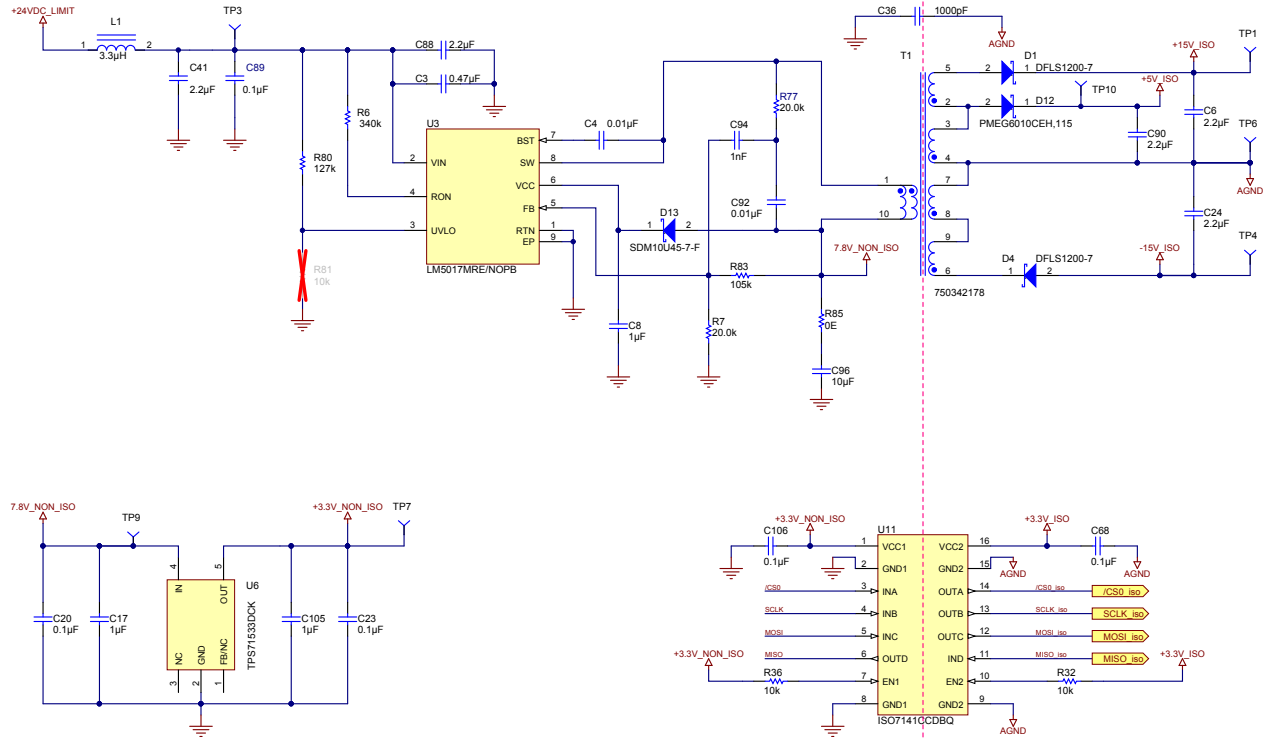 +24VDC_LIMIT
L1
1
2
3.3µH
TP3
C41
2.2µF
C89
0.1µF
C88
2.2µF
C3
0.47µF
R6
340k
R80
127k
R81
10k
U3
2
VIN
4
RON
3
UVLO
BST
7
SW
8
VCC
6
FB
5
RTN
1
EP
9
LM5017MRE/NOPB
C4
0.01µF
C94
1nF
R77
20.0k
C92
0.01µF
1
D13
2
SDM10U45-7-F
7.8V_NON_ISO
R83
105k
C8
1µF
R7
20.0k
R85
0E
C96
10µF
C36
1000pF
AGND
T1
1
10
5
2
3
4
7
8
9
6
750342178
2
D1
1
DFLS1200-7
2
1
D12
PMEG6010CEH,115
TP10
+5V_ISO
+15V_ISO
TP1
C90
2.2µF
C6
2.2µF
TP6
AGND
C24
2.2µF
-15V_ISO
TP4
D4
1
2
DFLS1200-7
7.8V_NON_ISO
TP9
+3.3V_NON_ISO
TP7
4
5
IN
OUT
U6
TPS71533DCK
NC
GND
FB/NC
3
2
1
C20
0.1µF
C17
1µF
C105
1µF
C23
0.1µF
+3.3V_NON_ISO
C106
0.1µF
U11
+3.3V_ISO
C68
0.1µF
AGND
1
VCC1
VCC2
16
2
GND1
GND2
15
AGND
/CS0
3
INA
OUTA
14
/CS0_iso
/CS0_iso
SCLK
4
INB
OUTB
13
SCLK_iso
SCLK_iso
MOSI
5
INC
OUTC
12
MOSI_iso
MOSI_iso
MISO
6
OUTD
IND
11
MISO_iso
MISO_iso
+3.3V_NON_ISO
R36
10k
7
EN1
EN2
10
R32
10k
+3.3V_ISO
8
GND1
GND2
9
AGND
ISO7141CCDBQ